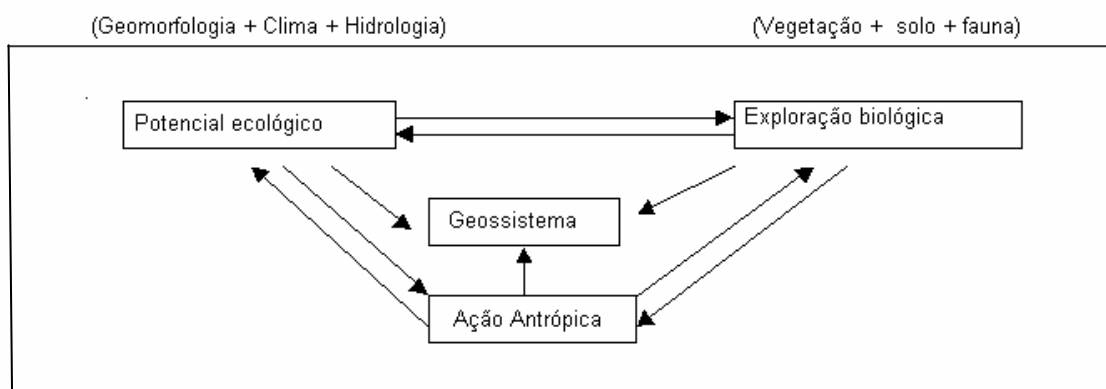 (Geomorfologia + Clima + Hidrologia)
(Vegetação + solo + fauna)
Potencial ecológico
Exploração biológica
Geossistema
Ação Antrópica